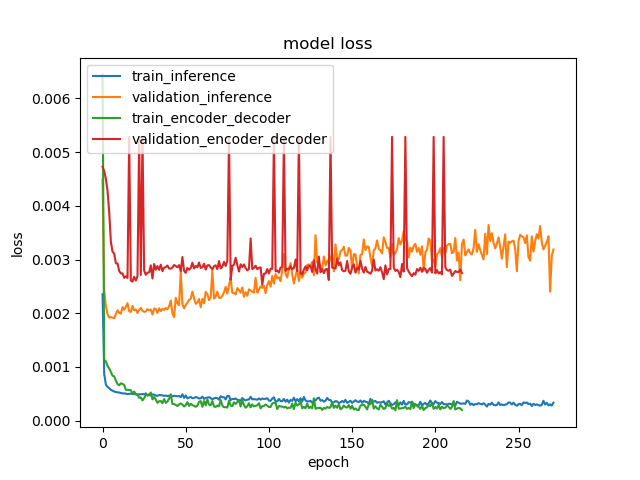 model loss
train_inference
validation_inference
train_encoder_decoder
validation_encoder_decoder
0.006
0.005
0.004
0.003
0.002
0.001
0.000
loss
0 50 100 150 200 250
epoch